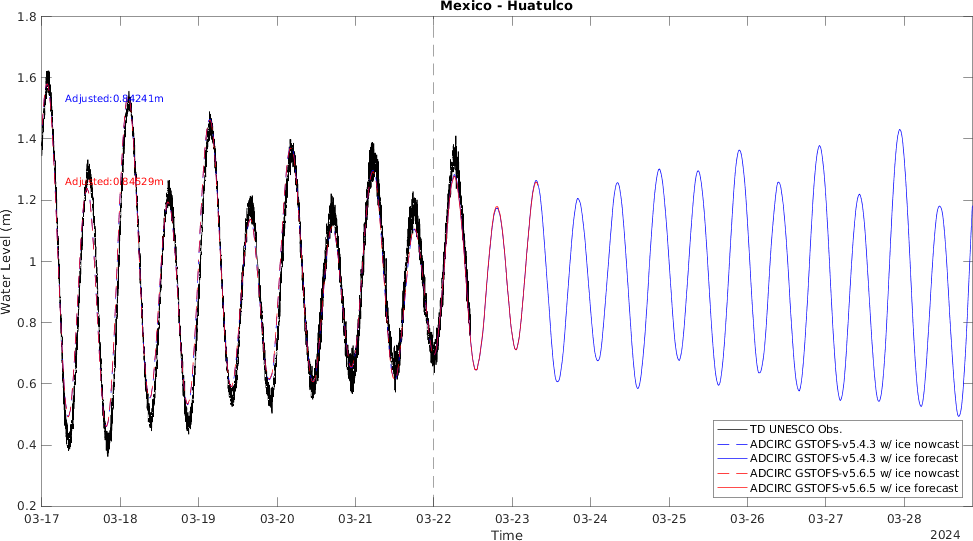 Mexico - Huatulco
1.8
1.6
1.4
1.2
1
0.8
0.6
0.4
0.2
Water Level (m)
Adjusted:0.84241m
Adjusted:0.84629m
TD UNESCO Obs.
ADCIRC GSTOFS-v5.4.3 w/ ice nowcast
ADCIRC GSTOFS-v5.4.3 w/ ice forecast
ADCIRC GSTOFS-v5.6.5 w/ ice nowcast
ADCIRC GSTOFS-v5.6.5 w/ ice forecast
03-17 03-18 03-19 03-20 03-21 03-22 03-23 03-24 03-25 03-26 03-27 03-28
Time
2024